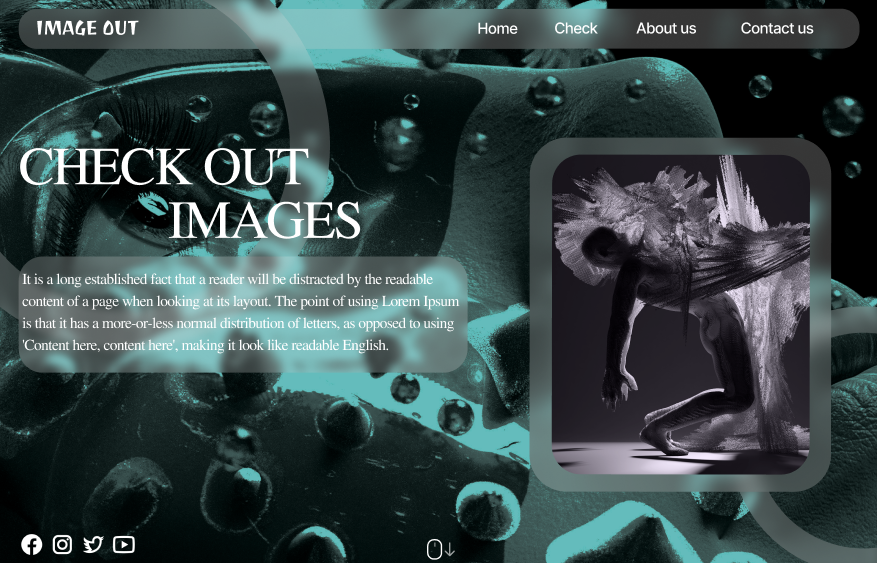 IMAGE OUT
Home Check About us Contact us
CHECK OUT
IMAGES
It is a long established fact that a reader will be distracted by the readable
content of a page when looking at its layout. The point of using Lorem Ipsum
is that it has a more-or-less normal distribution of letters, as opposed to using
'Content here, content here', making it look like readable English.